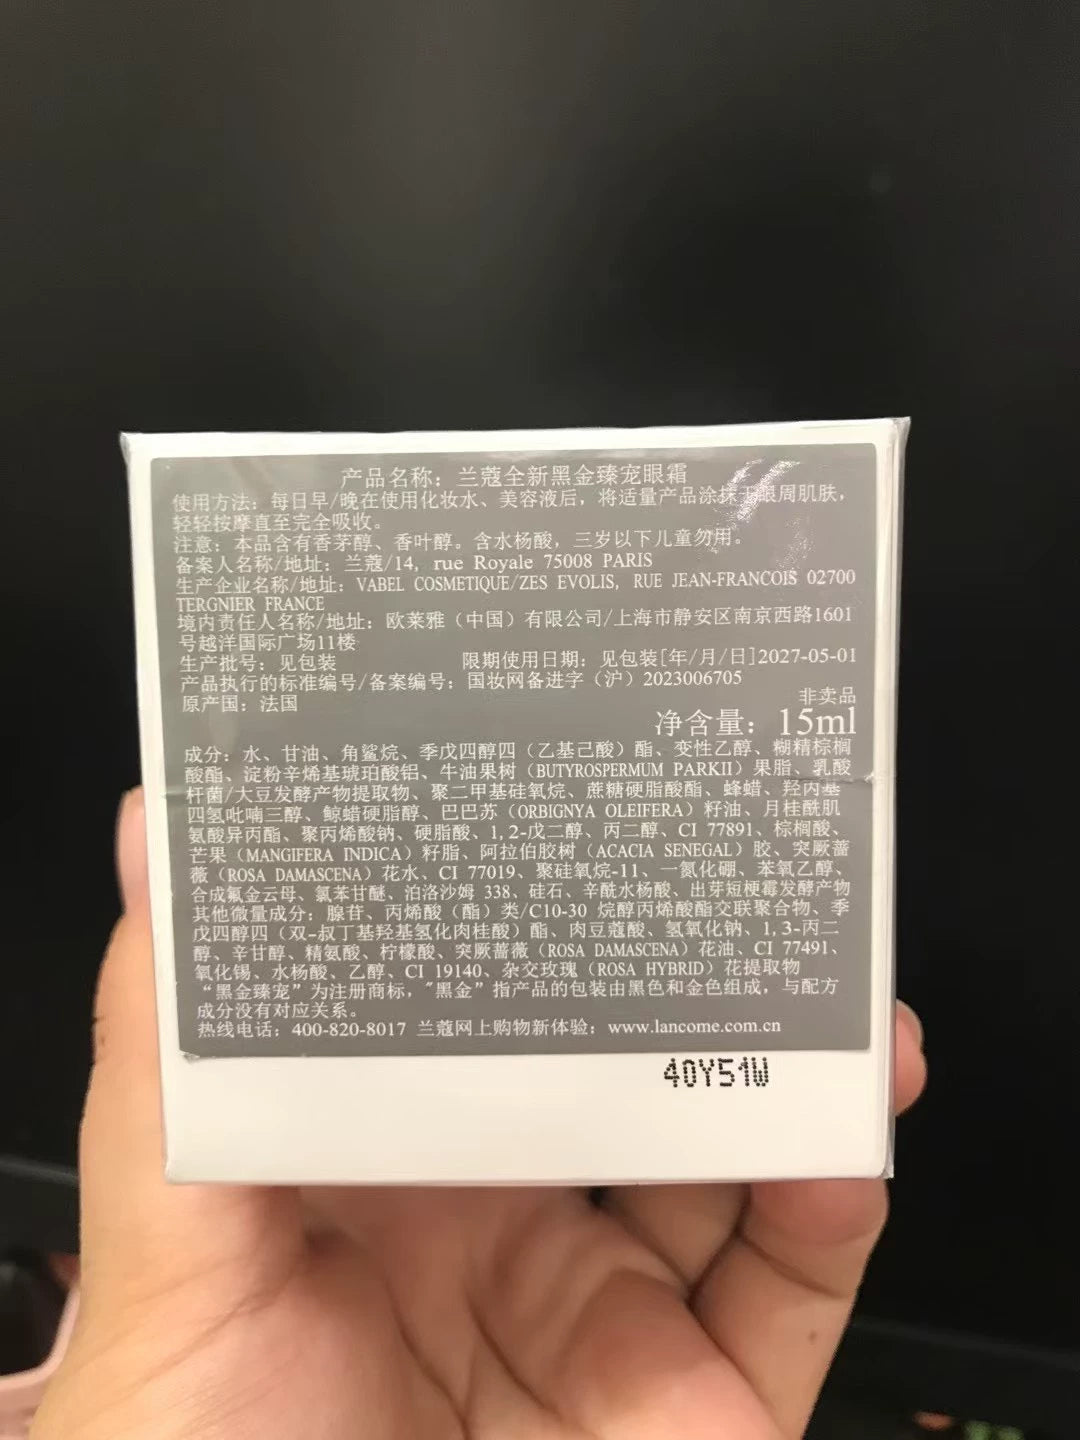 产品名称：兰蔻全新黑金臻宠眼霜
使用方法：每日早/晚在使用化妆水、美容液后，将适量产品涂抹于眼周肌肤，
轻轻按摩直至完全吸收。
注意：本品含有香茅醇、香叶醇。含水杨酸，三岁以下儿童勿用。
备案人名称/地址：兰蔻/14, rue Royale 75008 PARIS
生产企业名称/地址：VABEL COSMETIQUE/ZES EVOLIS, RUE JEAN-FRANCOIS 02700
TERGNIER FRANCE
境内责任人名称/地址：欧莱雅（中国）有限公司/上海市静安区南京西路1601
号越洋国际广场11楼
生产批号：见包装 限期使用日期：见包装[年/月/日]2027-05-01
产品执行的标准编号/备案编号：国妆网备进字（沪）2023006705
原产国：法国 非卖品
净含量：15ml
成分：水、甘油、角鲨烷、季戊四醇四（乙基己酸）酯、变性乙醇、糊精棕榈
酸酯、淀粉辛烯基琥珀酸铝、牛油果树（BUTYROSPERMUM PARKII）果脂、乳酸
杆菌/大豆发酵产物提取物、聚二甲基硅氧烷、蔗糖硬脂酸酯、蜂蜡、羟丙基
四氢吡喃三醇、鲸蜡硬脂醇、巴巴苏（ORBIGNYA OLEIFERA）籽油、月桂酰肌
氨酸异丙酯、聚丙烯酸钠、硬脂酸、1,2-戊二醇、丙二醇、CI 77891、棕榈酸、
芒果（MANGIFERA INDICA）籽脂、阿拉伯胶树（ACACIA SENEGAL）胶、突厥蔷
薇（ROSA DAMASCENA）花水、CI 77019、聚硅氧烷-11、一氮化硼、苯氧乙醇、
合成氟金云母、氯苯甘醚、泊洛沙姆 338、硅石、辛酰水杨酸、出芽短梗霉发酵产物
其他微量成分：腺苷、丙烯酸（酯）类/C10-30 烷醇丙烯酸酯交联聚合物、季
戊四醇四（双-叔丁基羟基氢化肉桂酸）酯、肉豆蔻酸、氢氧化钠、1,3-丙二
醇、辛甘醇、精氨酸、柠檬酸、突厥蔷薇（ROSA DAMASCENA）花油、CI 77491、
氧化锡、水杨酸、乙醇、CI 19140、杂交玫瑰（ROSA HYBRID）花提取物
“黑金臻宠”为注册商标，"黑金”指产品的包装由黑色和金色组成，与配方
成分没有对应关系。
热线电话：400-820-8017 兰蔻网上购物新体验：www.lancome.com.cn
40Y51W